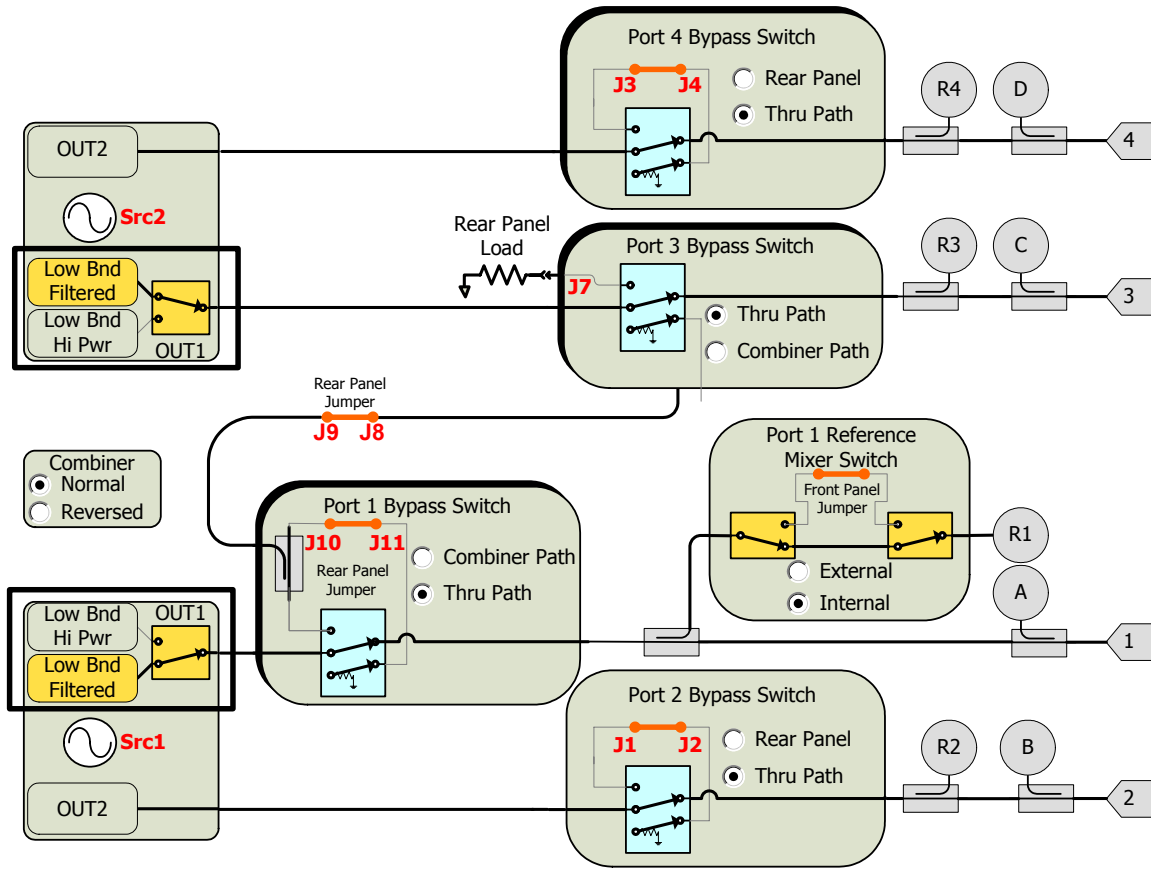 Port 4 Bypass Switch
J3
J4
Rear Panel
Thru Path
R4
D
4
OUT2
Src2
Low Bnd
Filtered
Low Bnd
Hi Pwr
OUT1
Rear Panel
Load
J7
Port 3 Bypass Switch
Thru Path
Combiner Path
R3
C
3
Rear Panel
Jumper
J9
J8
Combiner
Normal
Reversed
Port 1 Bypass Switch
J10
J11
Rear Panel
Jumper
Combiner Path
Thru Path
Port 1 Reference
Mixer Switch
Front Panel
Jumper
External
Internal
R1
A
1
Low Bnd
Hi Pwr
OUT1
Low Bnd
Filtered
Src1
OUT2
Port 2 Bypass Switch
J1
J2
Rear Panel
Thru Path
R2
B
2